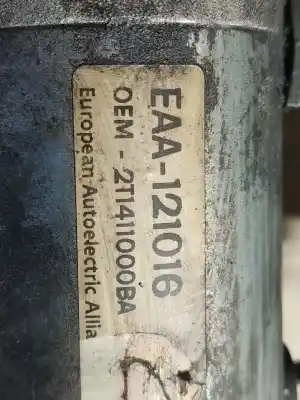 EAA-121016
OEM - 2T1411000BA
European Autoelectric Allia